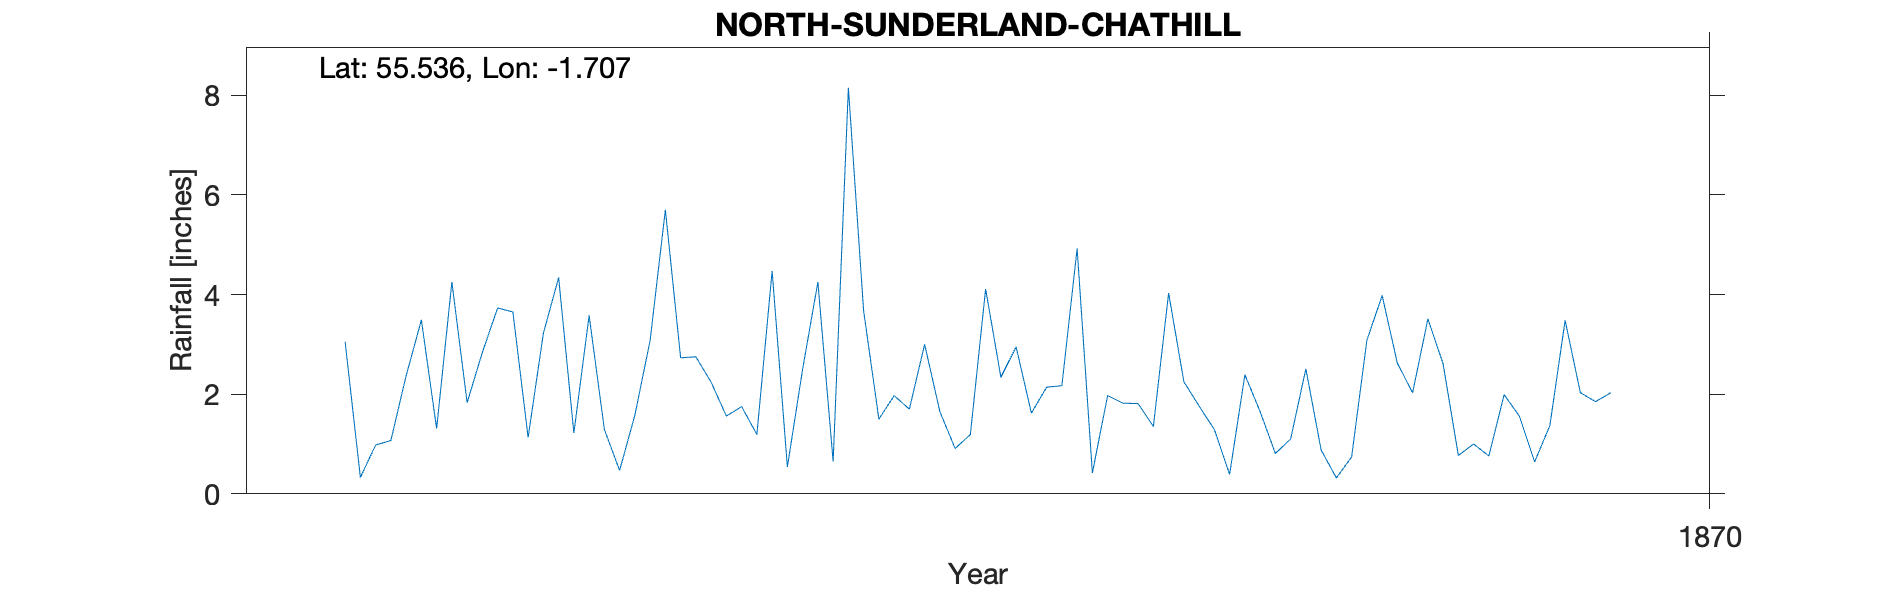 NORTH-SUNDERLAND-CHATHILL
Lat: 55.536, Lon: -1.707
8
6
4
2
0
Rainfall [inches]
1870
Year